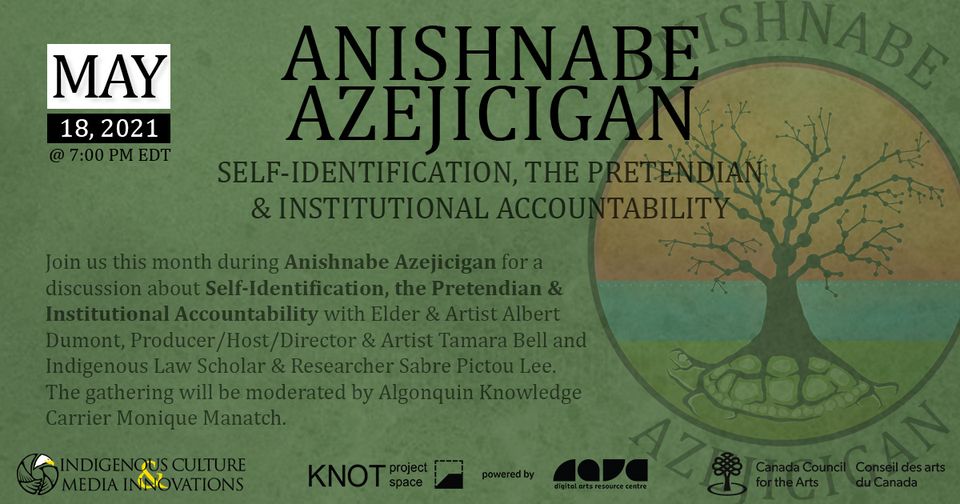 MAY
18, 2021
@ 7:00 PM EDT
ANISHNABE
AZEJICIGAN
SELF-IDENTIFICATION, THE PRETENDIAN
& INSTITUTIONAL ACCOUNTABILITY
Join us this month during Anishnabe Azejicigan for a
discussion about Self-Identification, the Pretendian &
Institutional Accountability with Elder & Artist Albert
Dumont, Producer/Host/Director & Artist Tamara Bell and
Indigenous Law Scholar & Researcher Sabre Pictou Lee.
The gathering will be moderated by Algonquin Knowledge
Carrier Monique Manatch.
ANISHNABE
AZEJICIGAN
INDIGENOUS CULTURE
& MEDIA INNOVATIONS
KNOT project
space
powered by
digital arts resource centre
Canada Council
for the Arts
Conseil des arts
du Canada